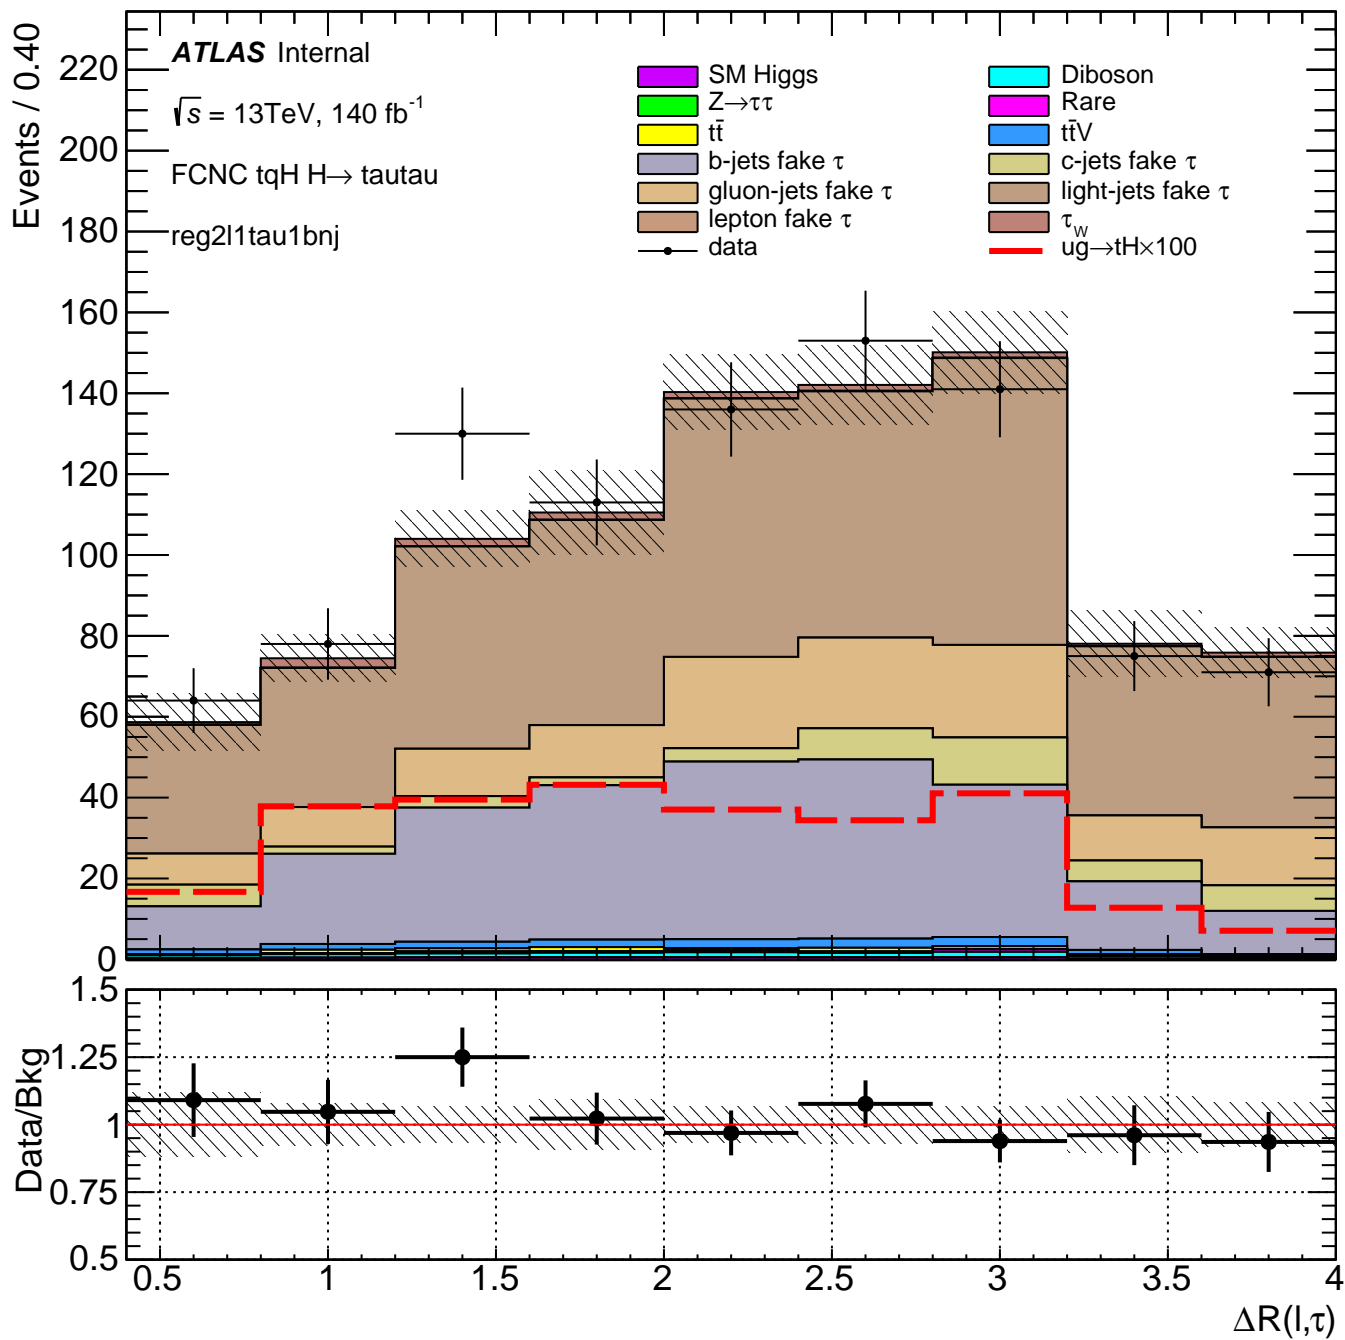 Events / 0.40
220
200
180
160
140
120
100
80
60
40
20
0
ATLAS Internal
√s = 13TeV, 140 fb⁻¹
FCNC tqH H→ tautau
reg2l1tau1bnj
SM Higgs
Diboson
Z→ττ
Rare
tt̄
tt̄V
b-jets fake τ
c-jets fake τ
gluon-jets fake τ
light-jets fake τ
lepton fake τ
τ_W
data
ug→tH×100
Data/Bkg
1.5
1.25
1
0.75
0.5
0.5 1 1.5 2 2.5 3 3.5 4
ΔR(l,τ)